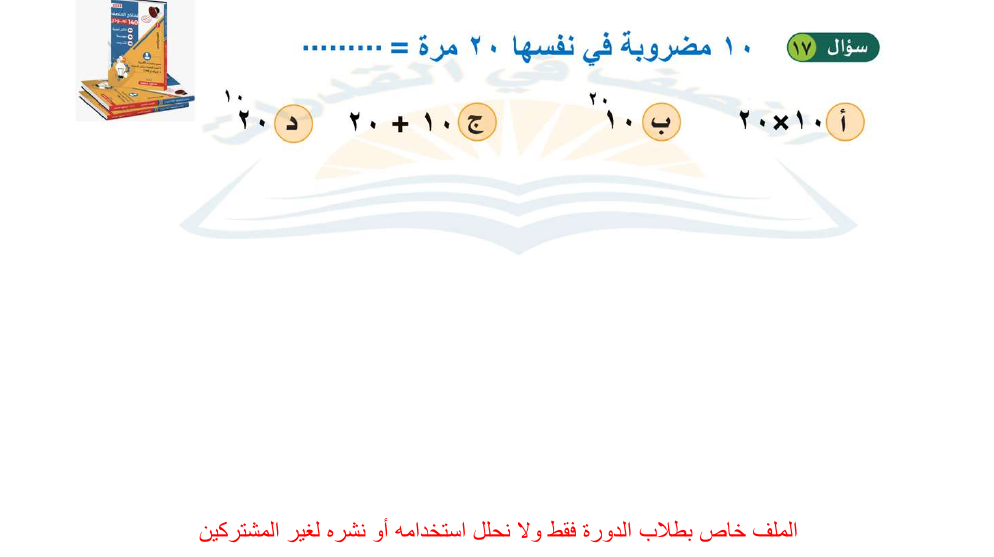 سؤال ١٧ ١٠ مضروبة في نفسها ٢٠ مرة = .........
أ ١٠×٢٠ ب ١٠^٢٠ ج ١٠ + ٢٠ د ٢٠^١٠
الملف خاص بطلاب الدورة فقط ولا نحلل استخدامه أو نشره لغير المشتركين